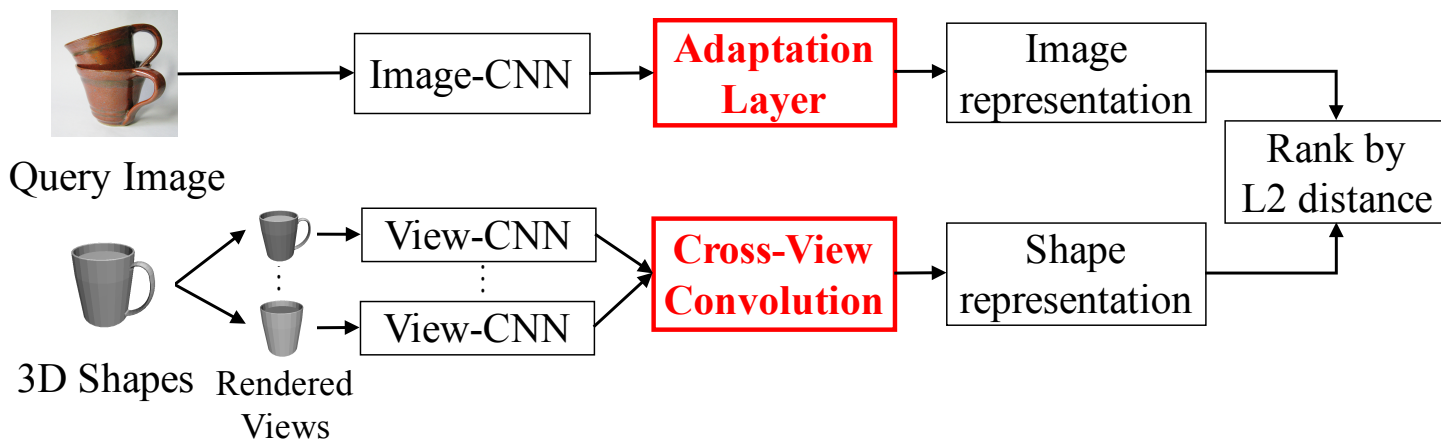 Query Image
Image-CNN
Adaptation
Layer
Image
representation
Rank by
L2 distance
3D Shapes
Rendered
Views
View-CNN
View-CNN
Cross-View
Convolution
Shape
representation